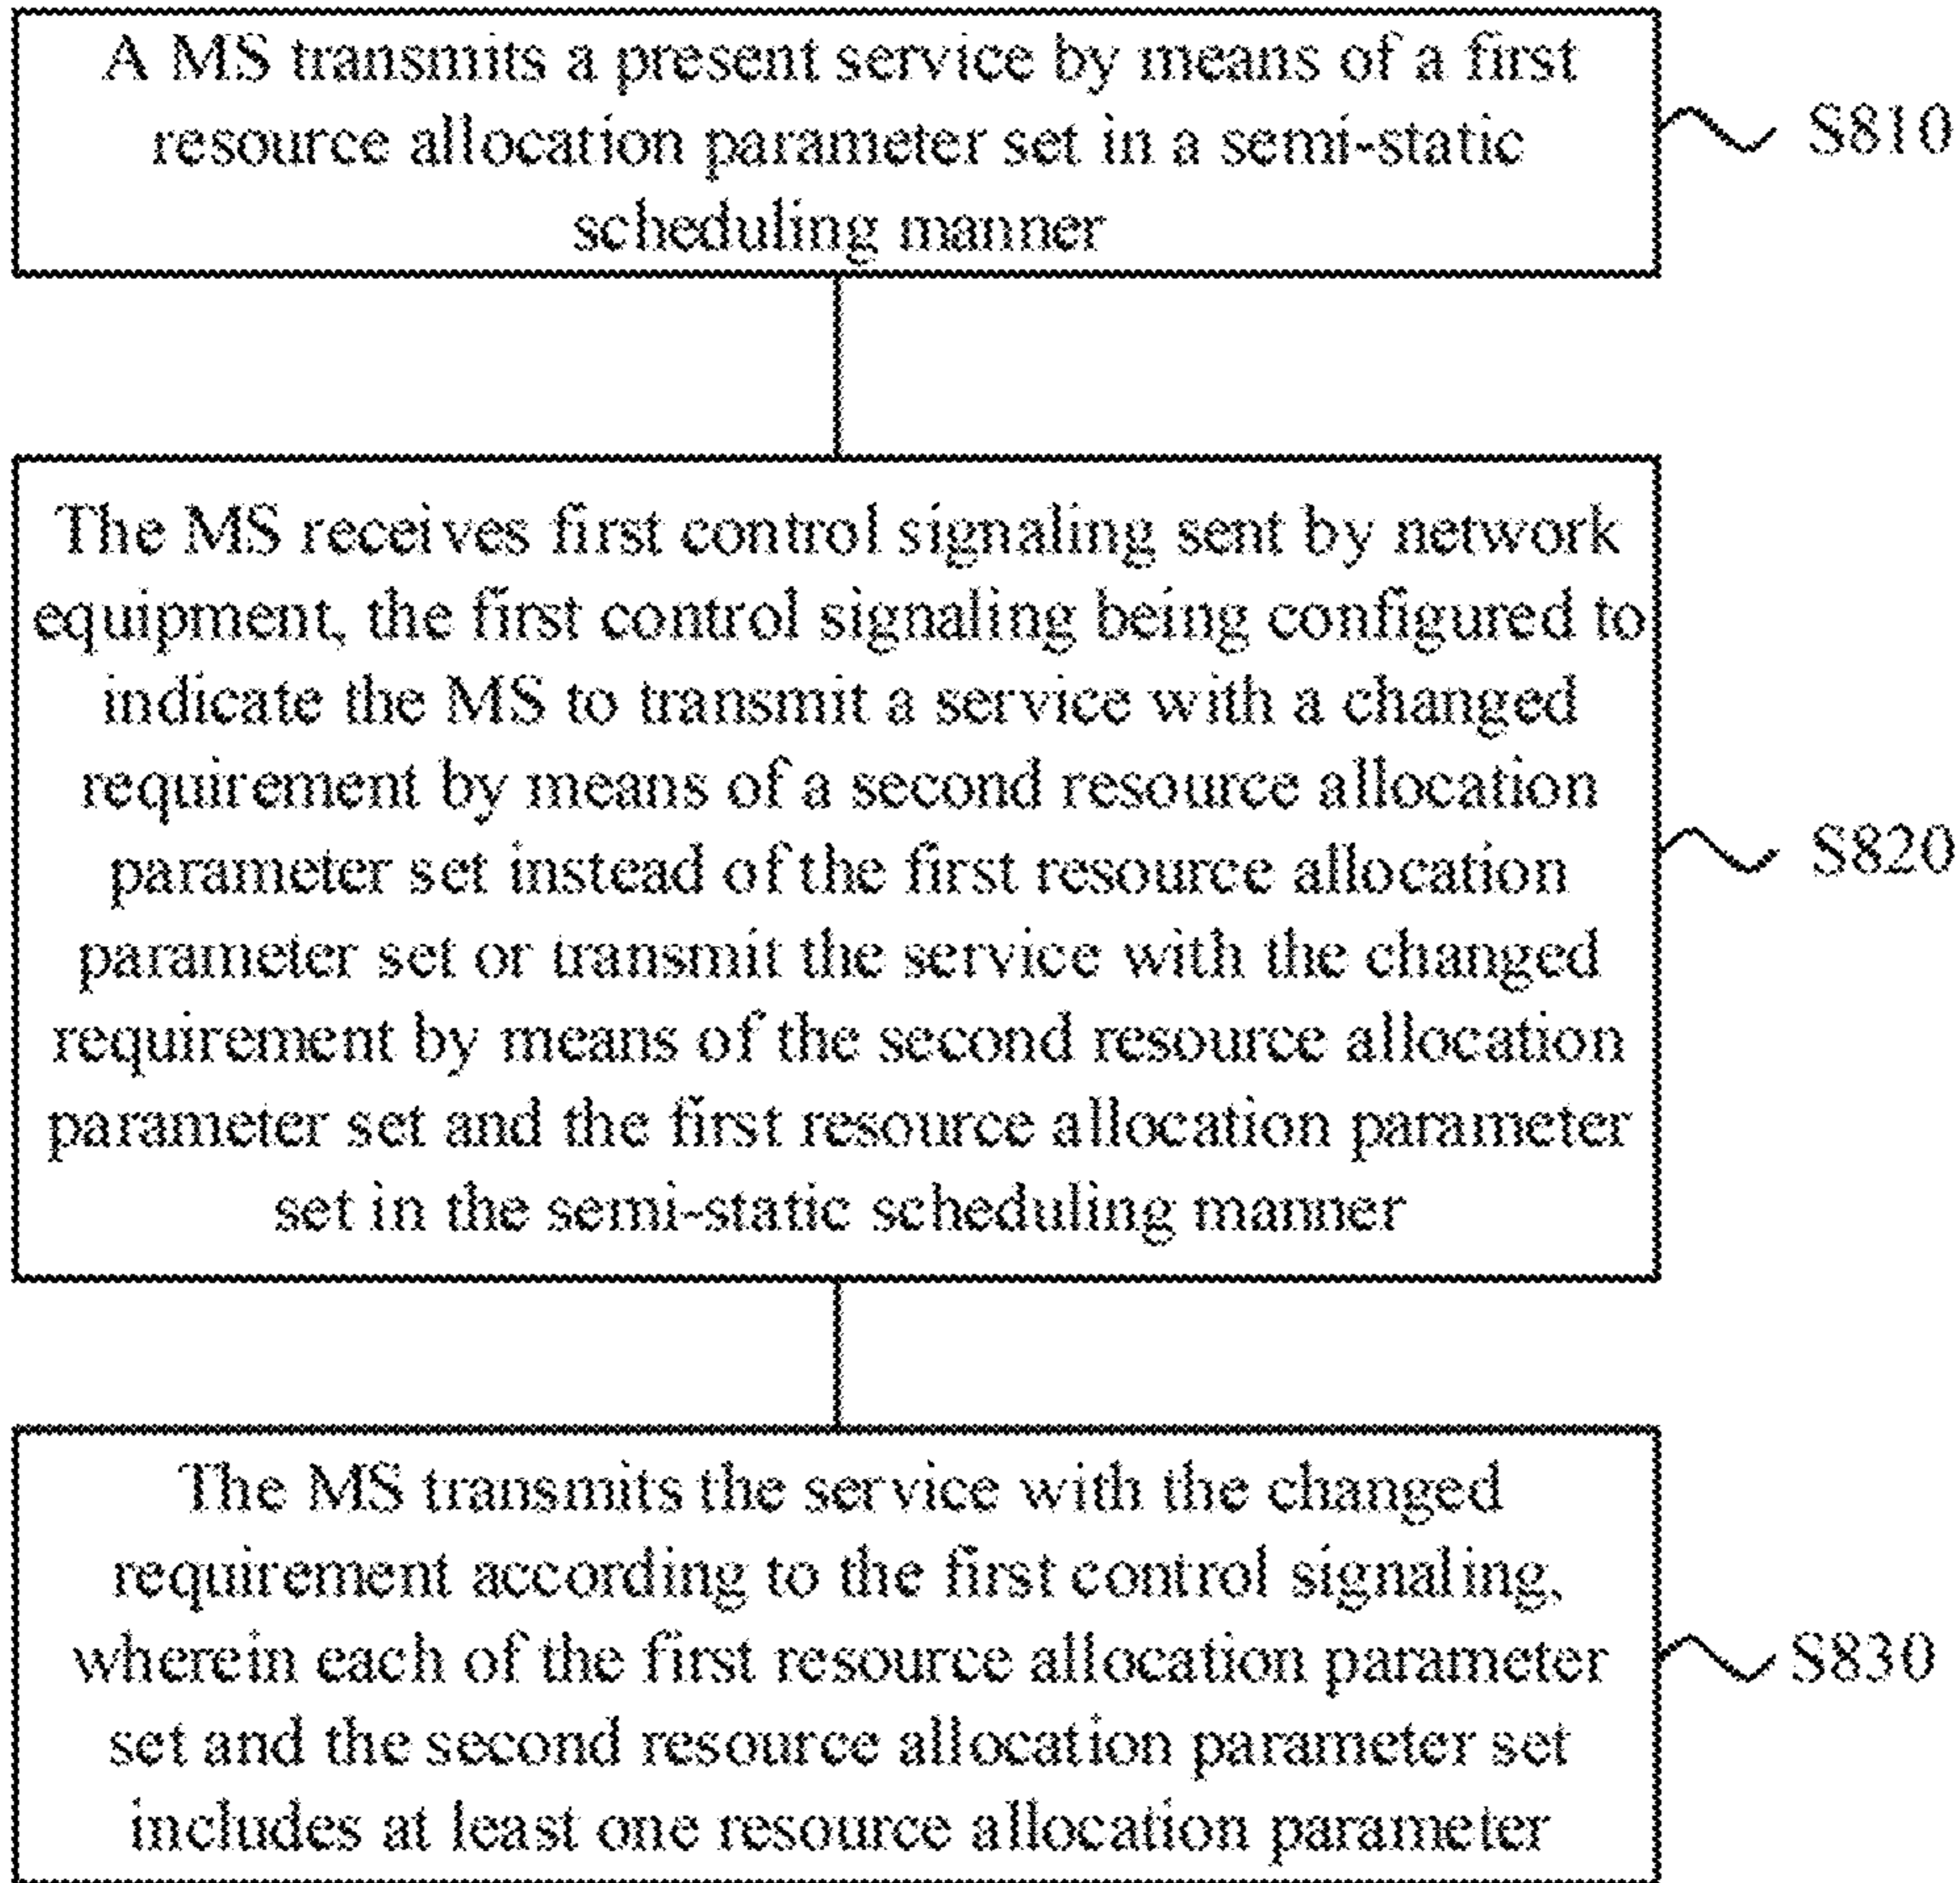 A MS transmits a present service by means of a first
resource allocation parameter set in a semi-static
scheduling manner
S810
The MS receives first control signaling sent by network
equipment, the first control signaling being configured to
indicate the MS to transmit a service with a changed
requirement by means of a second resource allocation
parameter set instead of the first resource allocation
parameter set or transmit the service with the changed
requirement by means of the second resource allocation
parameter set and the first resource allocation parameter
set in the semi-static scheduling manner
S820
The MS transmits the service with the changed
requirement according to the first control signaling,
wherein each of the first resource allocation parameter
set and the second resource allocation parameter set
includes at least one resource allocation parameter
S830